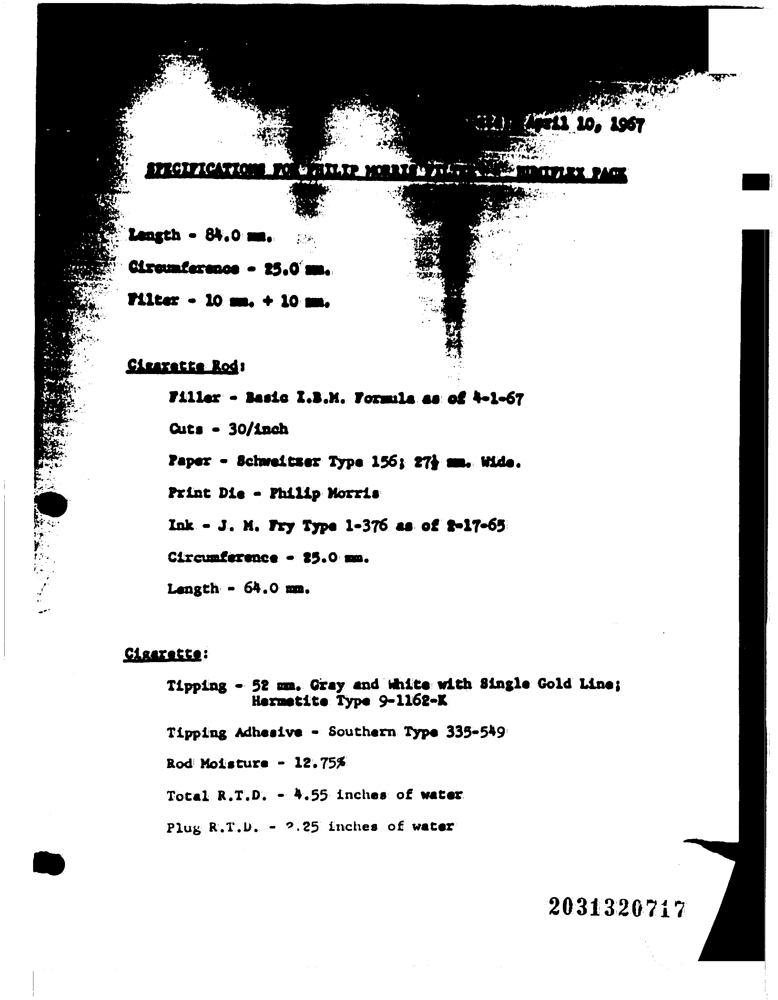 April 10, 1967
SPECIFICATIONS FOR PHILIP MORRIS PACK
Length - 84.0 mm.
Circumference - 25.0 mm.
Filter - 10 mm. + 10 mm.
Cigarette Rod:
Filler - Basic I.B.M. Formula as of 4-1-67
Cuts - 30/inch
Paper - Schweitzer Type 156; 27½ mm. Wide.
Print Die - Philip Morris
Ink - J. M. Fry Type 1-376 as of 2-17-65
Circumference - 25.0 mm.
Length - 64.0 mm.
Cigarette:
Tipping - 52 mm. Gray and White with Single Gold Line;
Hermetite Type 9-1162-K
Tipping Adhesive - Southern Type 335-549
Rod Moisture - 12.75%
Total R.T.D. - 4.55 inches of water
Plug R.T.D. - inches of water
2031320717